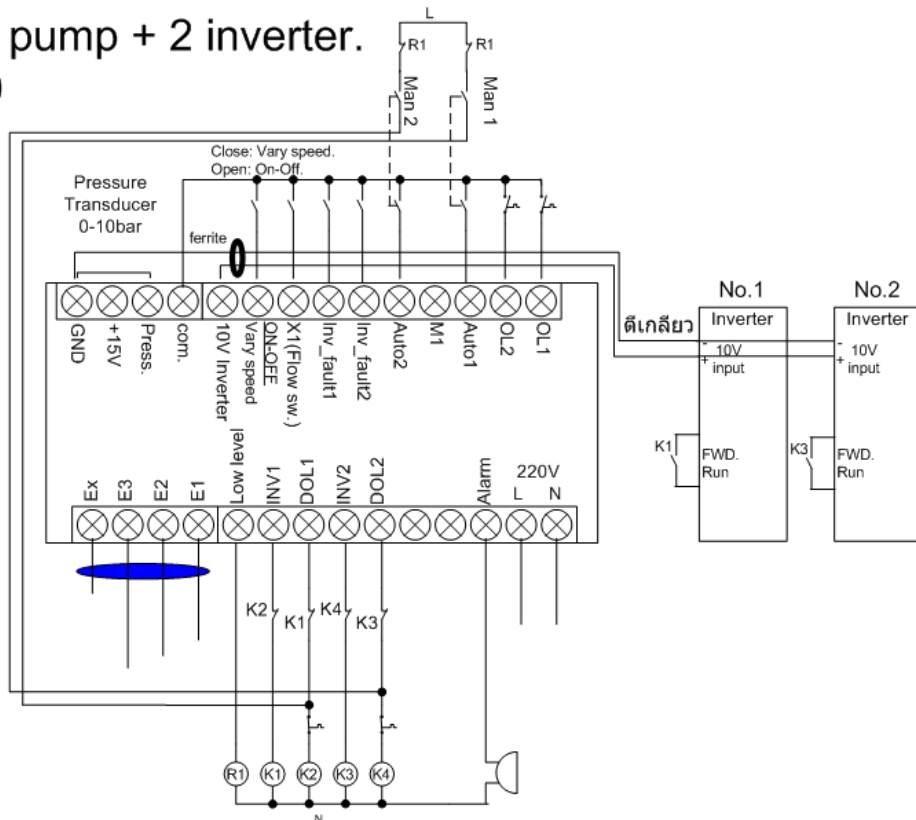 pump + 2 inverter.
)
L
R1
R1
Man 2
Man 1
Close: Vary speed.
Open: On-Off.
Pressure
Transducer
0-10bar
ferrite
GND
+15V
Press.
com.
10V Inverter
Vary speed
ON-OFF
X1(Flow sw.)
Inv_fault1
Inv_fault2
Auto2
M1
Auto1
OL2
OL1
ตีเกลียว
No.1
Inverter
-
10V
+ input
K1
FWD.
Run
No.2
Inverter
-
10V
+ input
K3
FWD.
Run
Ex
E3
E2
E1
Low level
INV1
DOL1
INV2
DOL2
Alarm
220V
L
N
K2
K1
K4
K3
R1
K1
K2
K3
K4
N